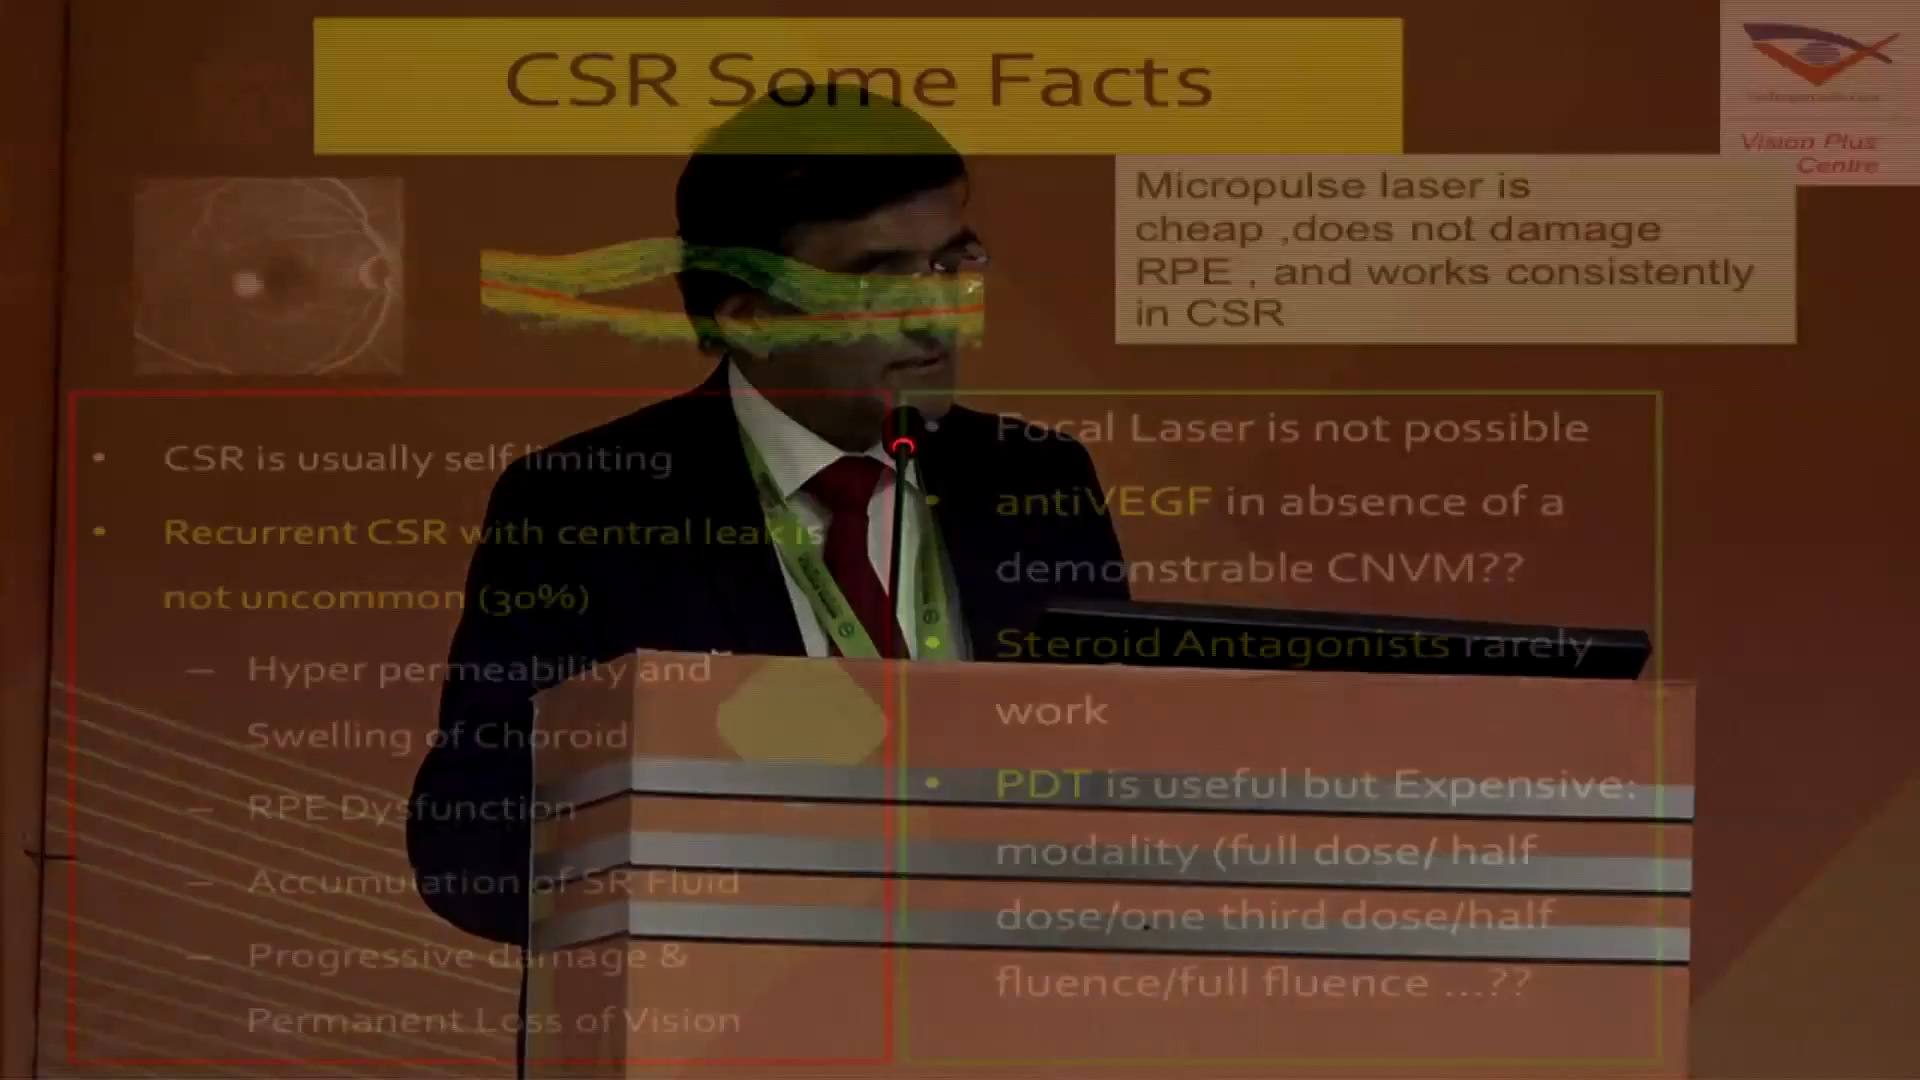 CSR Some Facts
Vision Plus
Centre
Micropulse laser is
cheap ,does not damage
RPE , and works consistently
in CSR
• CSR is usually self limiting
• Recurrent CSR with central leak is
not uncommon (30%)
– Hyper permeability and
Swelling of Choroid
– RPE Dysfunction
– Accumulation of SR Fluid
– Progressive damage &
Permanent Loss of Vision
• Focal Laser is not possible
• antiVEGF in absence of a
demonstrable CNVM??
• Steroid Antagonists rarely
work
• PDT is useful but Expensive:
modality (full dose/ half
dose/one third dose/half
fluence/full fluence ...??